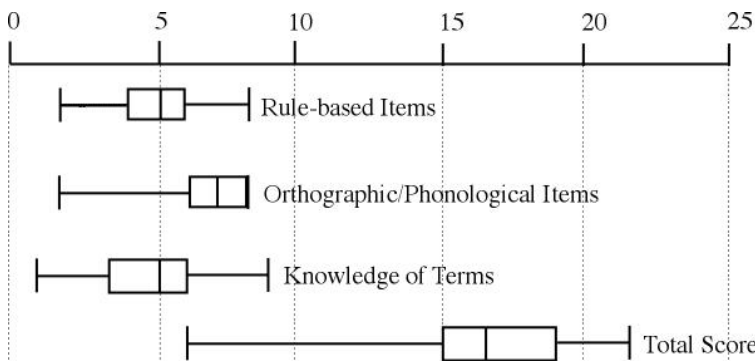 0 5 10 15 20 25
Rule-based Items
Orthographic/Phonological Items
Knowledge of Terms
Total Score